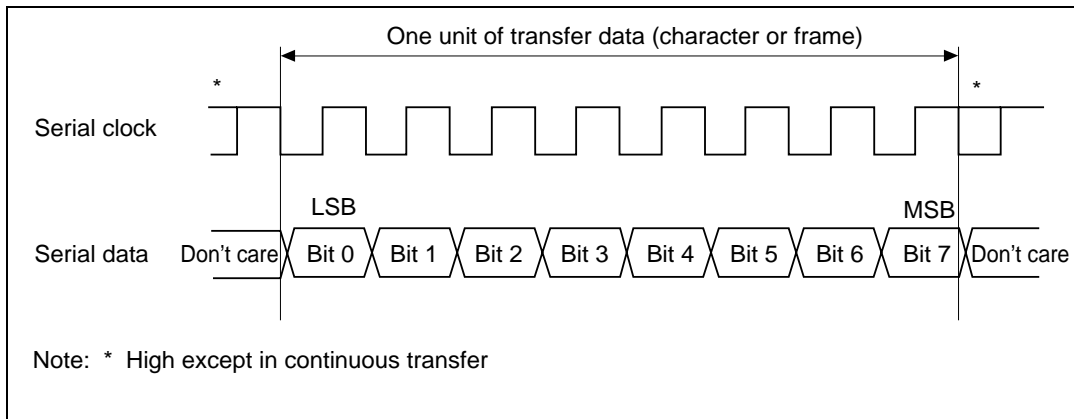 One unit of transfer data (character or frame)
* *
Serial clock
LSB MSB
Serial data Don't care Bit 0 Bit 1 Bit 2 Bit 3 Bit 4 Bit 5 Bit 6 Bit 7 Don't care
Note: * High except in continuous transfer